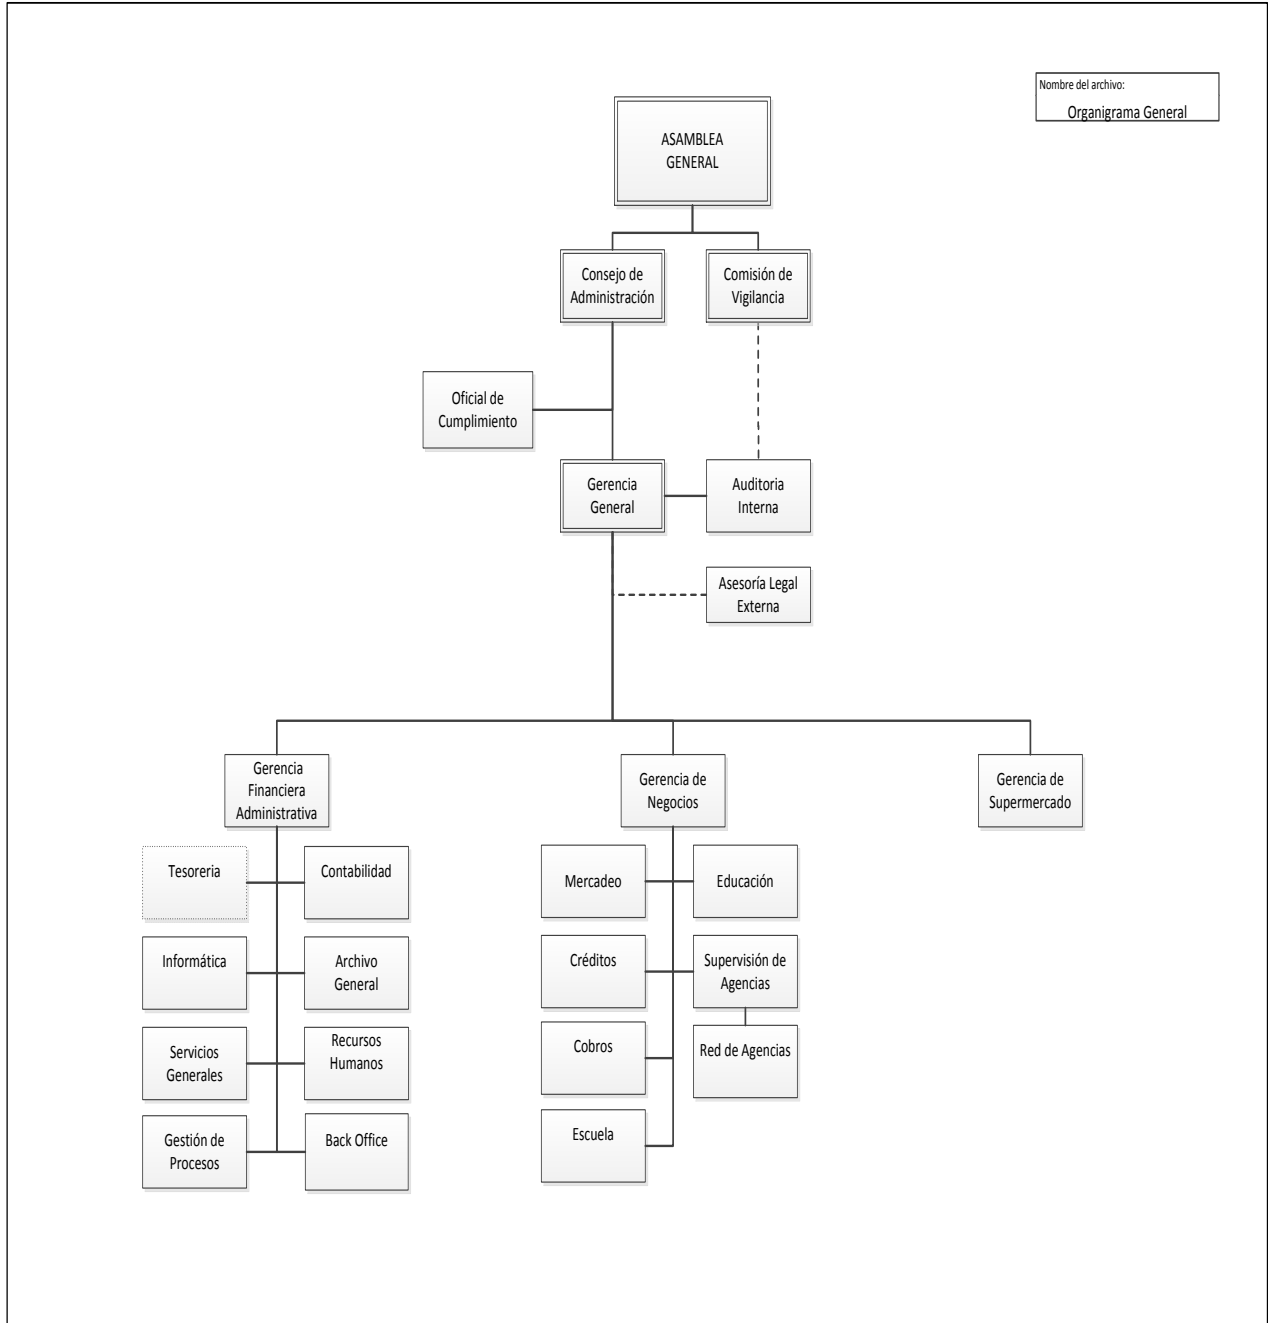 Nombre del archivo:
Organigrama General
ASAMBLEA
GENERAL
Consejo de
Administración
Comisión de
Vigilancia
Oficial de
Cumplimiento
Gerencia
General
Auditoria
Interna
Asesoría Legal
Externa
Gerencia
Financiera
Administrativa
Gerencia de
Negocios
Gerencia de
Supermercado
Tesoreria
Contabilidad
Mercadeo
Educación
Informática
Archivo
General
Créditos
Supervisión de
Agencias
Servicios
Generales
Recursos
Humanos
Cobros
Red de Agencias
Gestión de
Procesos
Back Office
Escuela